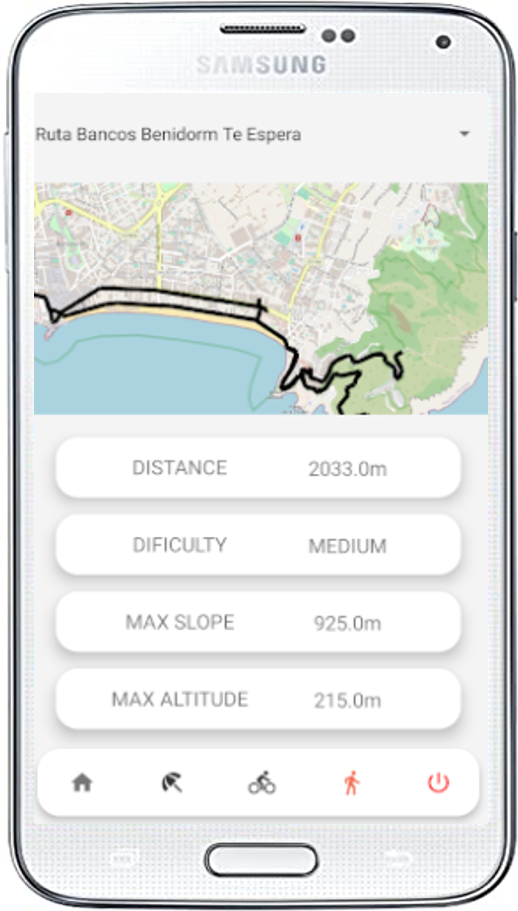 SAMSUNG
Ruta Bancos Benidorm Te Espera
DISTANCE 2033.0m
DIFICULTY MEDIUM
MAX SLOPE 925.0m
MAX ALTITUDE 215.0m